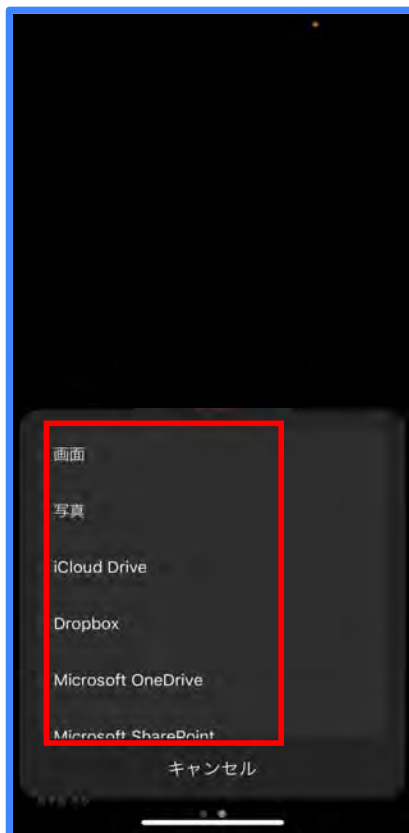 画面
写真
iCloud Drive
Dropbox
Microsoft OneDrive
Microsoft SharePoint
キャンセル